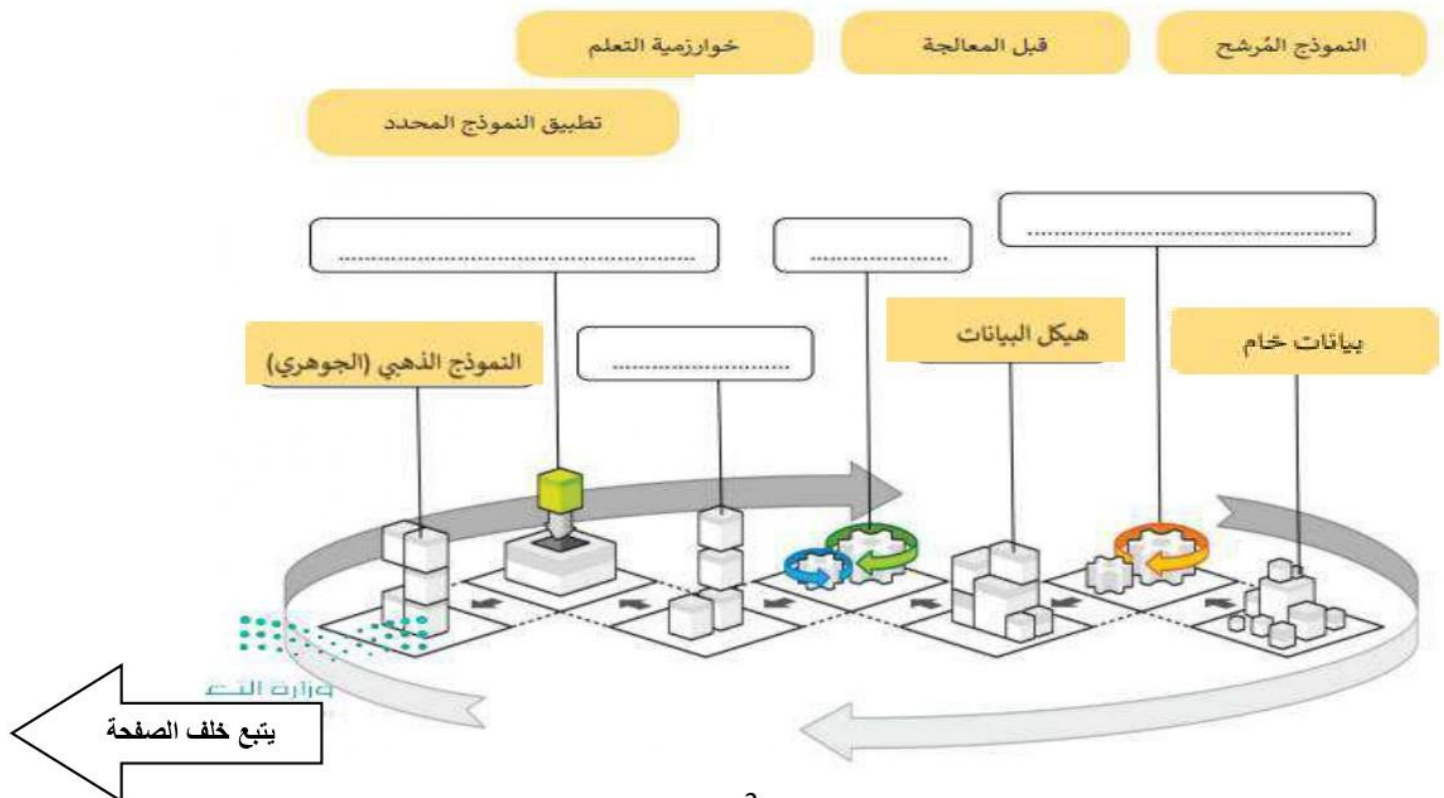 النموذج المُرشح
قبل المعالجة
خوارزمية التعلم
تطبيق النموذج المحدد
بيانات خام
هيكل البيانات
النموذج الذهبي (الجوهري)
يتبع خلف الصفحة